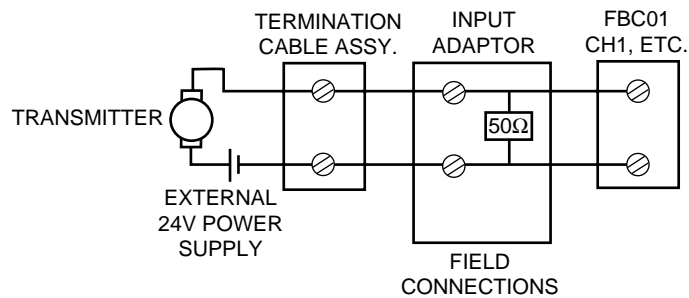 TERMINATION
CABLE ASSY.
INPUT
ADAPTOR
FBC01
CH1, ETC.
TRANSMITTER
50Ω
EXTERNAL
24V POWER
SUPPLY
FIELD
CONNECTIONS